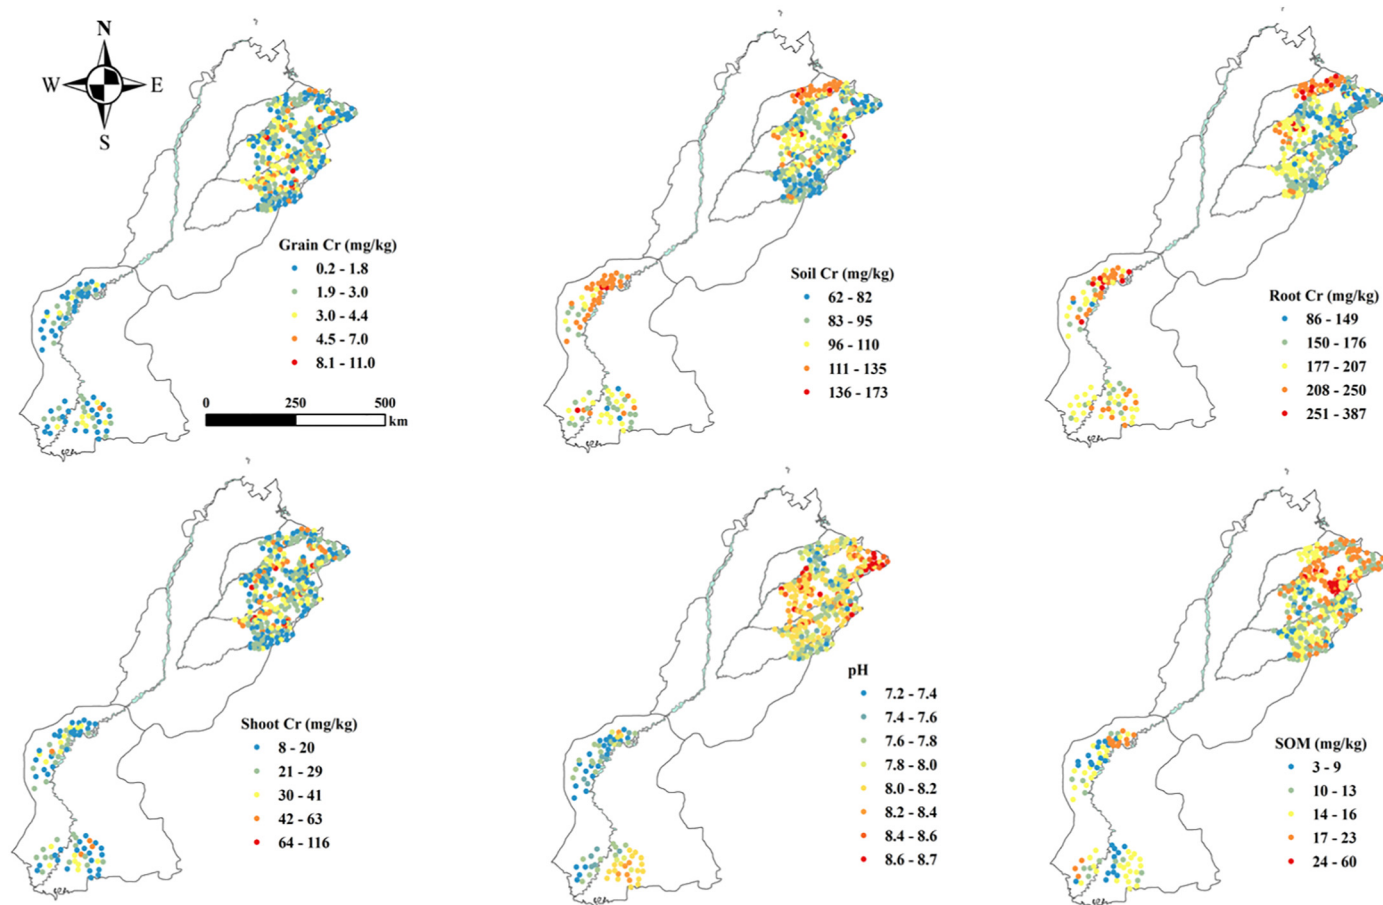 N
W
E
S
Grain Cr (mg/kg)
0.2 - 1.8
1.9 - 3.0
3.0 - 4.4
4.5 - 7.0
8.1 - 11.0
0 250 500
km
Soil Cr (mg/kg)
62 - 82
83 - 95
96 - 110
111 - 135
136 - 173
Root Cr (mg/kg)
86 - 149
150 - 176
177 - 207
208 - 250
251 - 387
Shoot Cr (mg/kg)
8 - 20
21 - 29
30 - 41
42 - 63
64 - 116
pH
7.2 - 7.4
7.4 - 7.6
7.6 - 7.8
7.8 - 8.0
8.0 - 8.2
8.2 - 8.4
8.4 - 8.6
8.6 - 8.7
SOM (mg/kg)
3 - 9
10 - 13
14 - 16
17 - 23
24 - 60